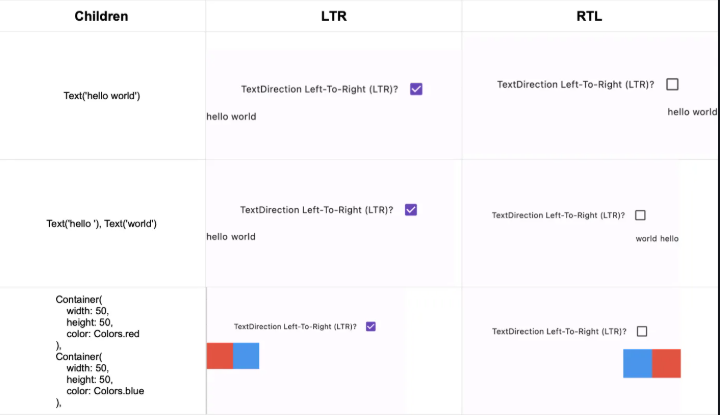 Children
LTR
RTL
Text('hello world')
TextDirection Left-To-Right (LTR)?
hello world
TextDirection Left-To-Right (LTR)?
hello world
Text('hello '), Text('world')
TextDirection Left-To-Right (LTR)?
hello world
TextDirection Left-To-Right (LTR)?
world hello
Container(
width: 50,
height: 50,
color: Colors.red
),
Container(
width: 50,
height: 50,
color: Colors.blue
),
TextDirection Left-To-Right (LTR)?
TextDirection Left-To-Right (LTR)?